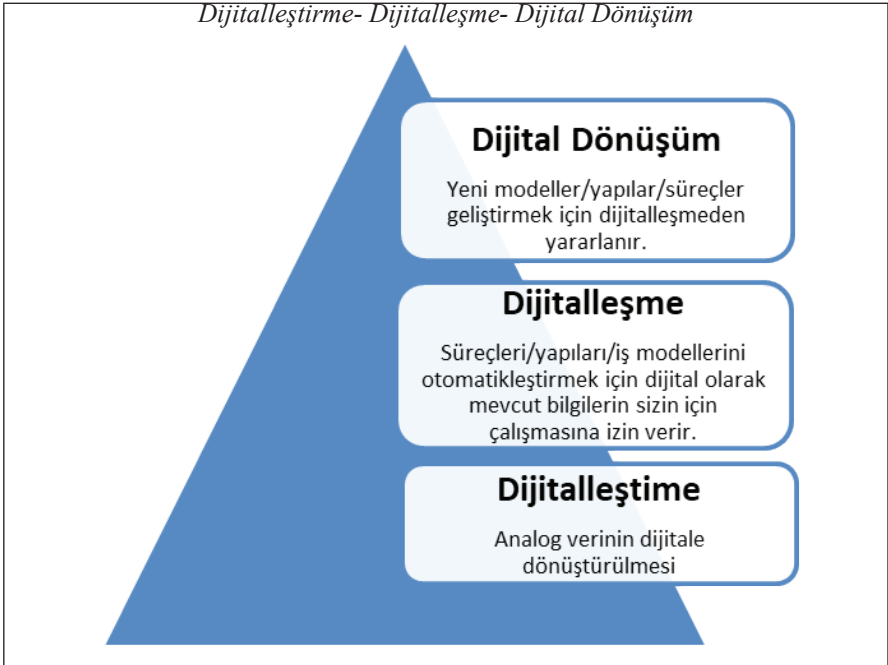 Dijitalleştirme- Dijitalleşme- Dijital Dönüşüm
Dijital Dönüşüm
Yeni modeller/yapılar/süreçler
geliştirmek için dijitalleşmeden
yararlanır.
Dijitalleşme
Süreçleri/yapıları/iş modellerini
otomatikleştirmek için dijital olarak
mevcut bilgilerin sizin için
çalışmasına izin verir.
Dijitalleştime
Analog verinin dijitale
dönüştürülmesi